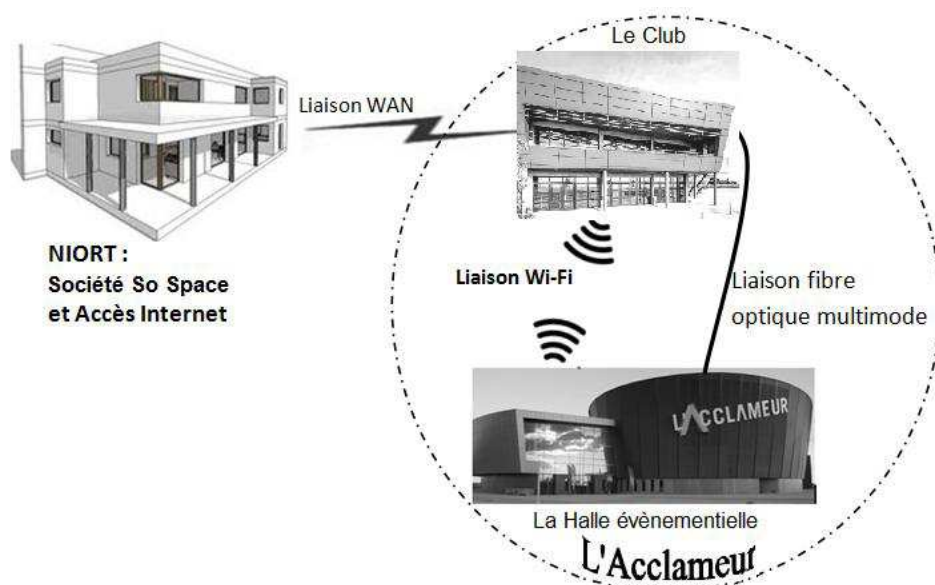 Le Club
Liaison WAN
NIORT :
Société So Space
et Accès Internet
Liaison Wi-Fi
Liaison fibre
optique multimode
L'ACCLAMEUR
La Halle évènementielle
L'Acclameur